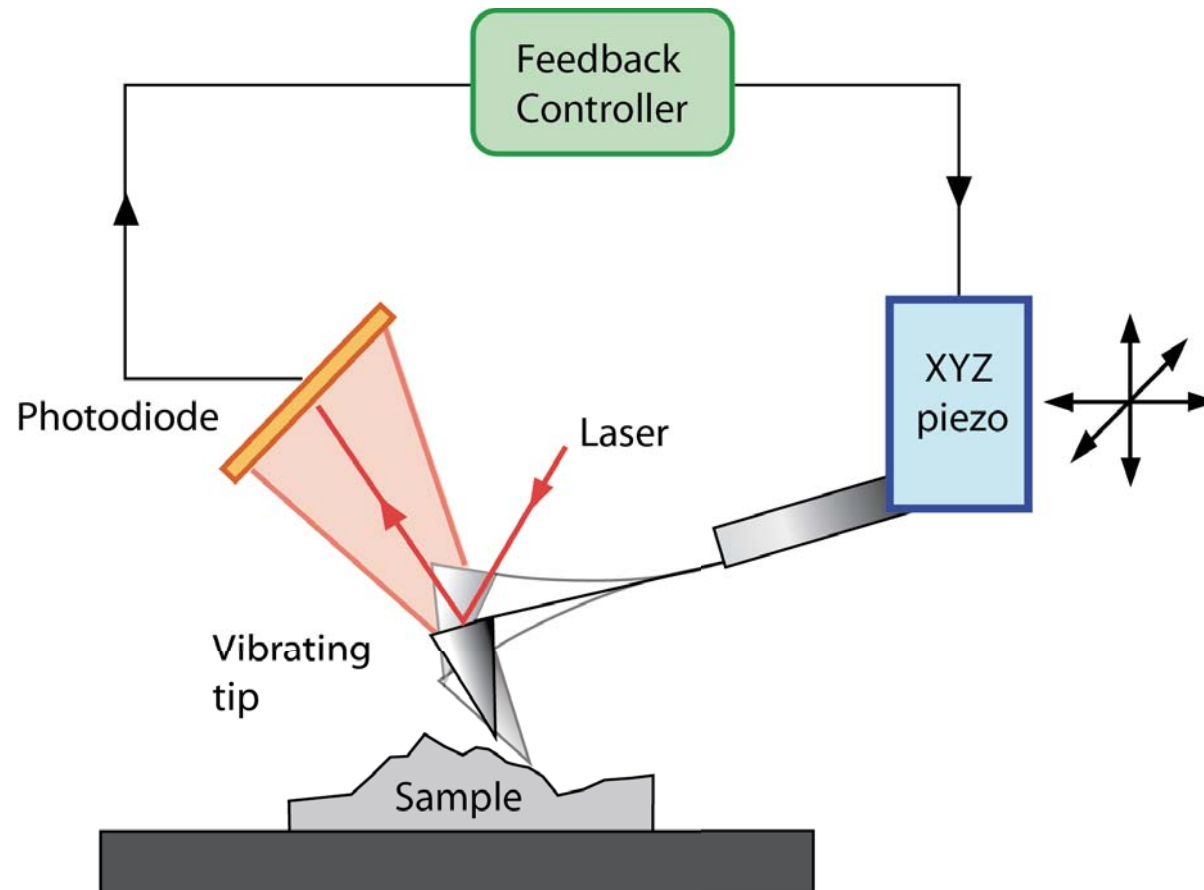 Feedback
Controller
XYZ
piezo
Photodiode
Laser
Vibrating
tip
Sample